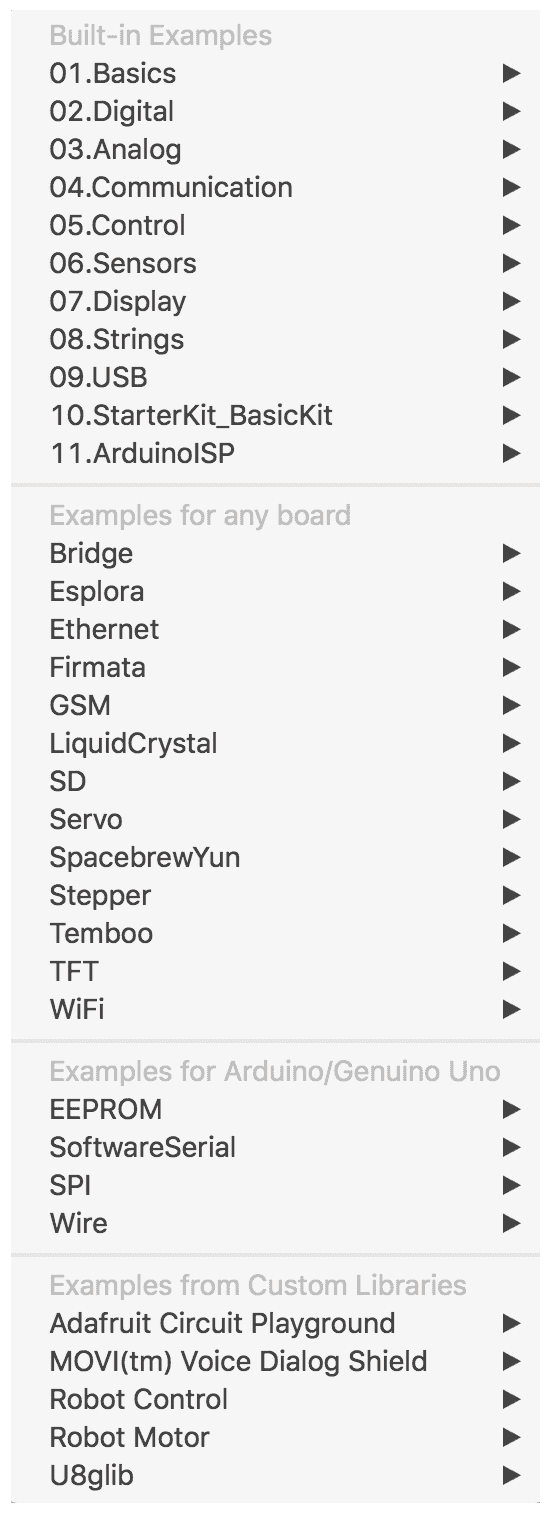 Built-in Examples
01.Basics
02.Digital
03.Analog
04.Communication
05.Control
06.Sensors
07.Display
08.Strings
09.USB
10.StarterKit_BasicKit
11.ArduinoISP
Examples for any board
Bridge
Esplora
Ethernet
Firmata
GSM
LiquidCrystal
SD
Servo
SpacebrewYun
Stepper
Temboo
TFT
WiFi
Examples for Arduino/Genuino Uno
EEPROM
SoftwareSerial
SPI
Wire
Examples from Custom Libraries
Adafruit Circuit Playground
MOVI(tm) Voice Dialog Shield
Robot Control
Robot Motor
U8glib